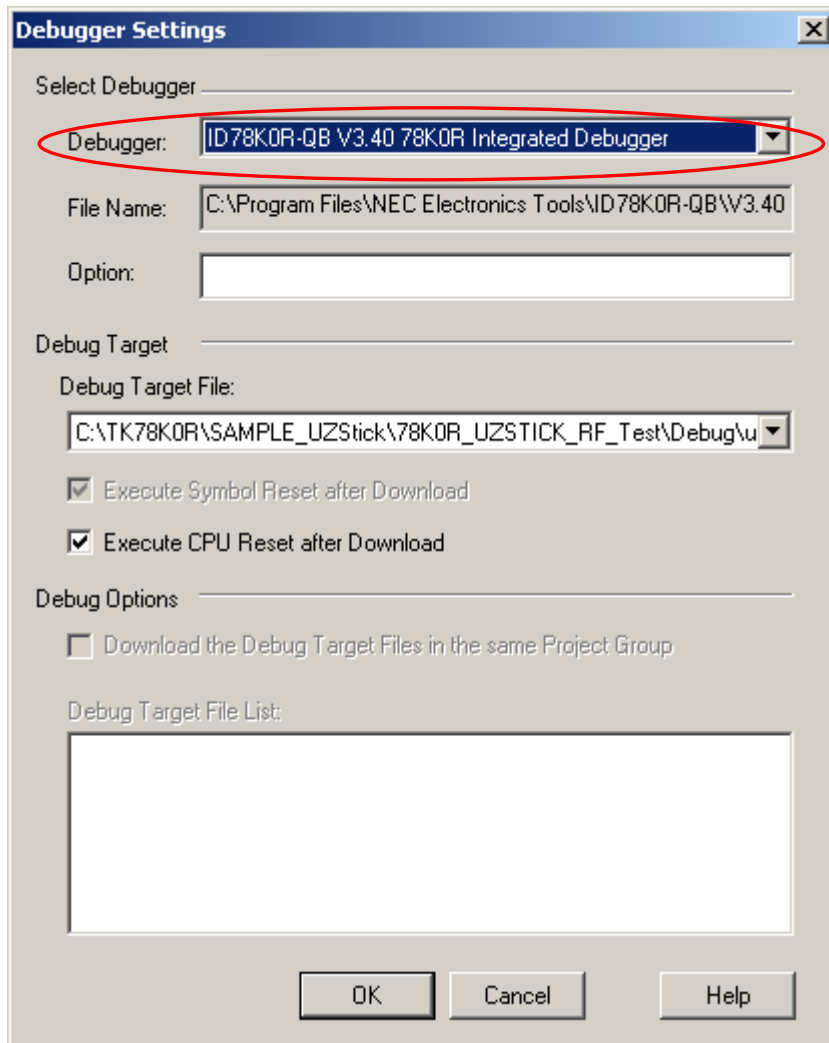 Debugger Settings
Select Debugger
Debugger:
ID78K0R-QB V3.40 78K0R Integrated Debugger
File Name:
C:\Program Files\NEC Electronics Tools\ID78K0R-QB\V3.40
Option:
Debug Target
Debug Target File:
C:\TK78K0R\SAMPLE_UZStick\78K0R_UZSTICK_RF_Test\Debug\u
Execute Symbol Reset after Download
Execute CPU Reset after Download
Debug Options
Download the Debug Target Files in the same Project Group
Debug Target File List:
OK
Cancel
Help